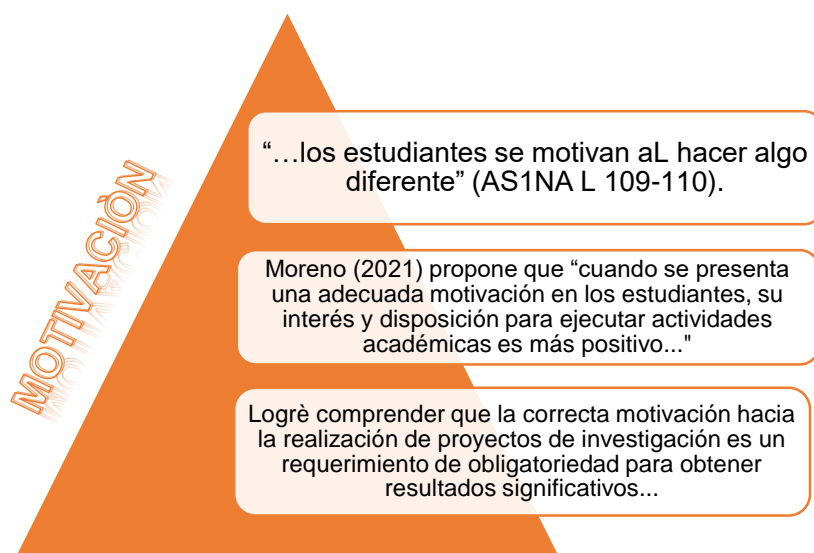 MOTIVACIÒN
“…los estudiantes se motivan aL hacer algo
diferente” (AS1NA L 109-110).
Moreno (2021) propone que “cuando se presenta
una adecuada motivación en los estudiantes, su
interés y disposición para ejecutar actividades
académicas es más positivo..."
Logrè comprender que la correcta motivación hacia
la realización de proyectos de investigación es un
requerimiento de obligatoriedad para obtener
resultados significativos...